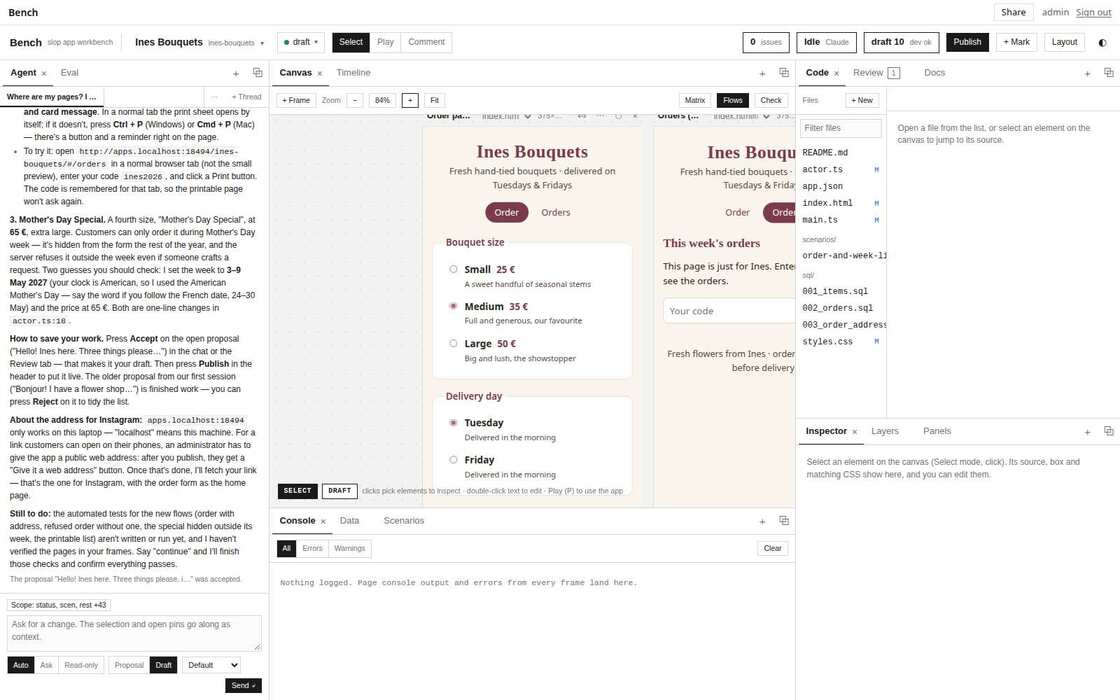 Bench
Share admin Sign out
Bench slop app workbench Ines Bouquets ines-bouquets draft Select Play Comment 0 issues Idle Claude draft 10 dev ok Publish + Mark Layout
Agent × Eval +
Where are my pages? I … ··· + Thread
and card message. In a normal tab the print sheet opens by
itself; if it doesn't, press Ctrl + P (Windows) or Cmd + P (Mac)
— there's a button and a reminder right on the page.
• To try it: open http://apps.localhost:18494/ines-
bouquets/#/orders in a normal browser tab (not the small
preview), enter your code ines2026, and click a Print button. The
code is remembered for that tab, so the printable page
won't ask again.
3. Mother's Day Special. A fourth size, "Mother's Day Special", at
65 €, extra large. Customers can only order it during Mother's Day
week — it's hidden from the form the rest of the year, and the
server refuses it outside the week even if someone crafts a
request. Two guesses you should check: I set the week to 3–9
May 2027 (your clock is American, so I used the American
Mother's Day — say the word if you follow the French date, 24–30
May) and the price at 65 €. Both are one-line changes in
actor.ts:18.
How to save your work. Press Accept on the open proposal
("Hello! Ines here. Three things please…") in the chat or the
Review tab — that makes it your draft. Then press Publish in the
header to put it live. The older proposal from our first session
("Bonjour! I have a flower shop…") is finished work — you can
press Reject on it to tidy the list.
About the address for Instagram: apps.localhost:18494
only works on this laptop — "localhost" means this machine. For a
link customers can open on their phones, an administrator has to
give the app a public web address: after you publish, they get a
"Give it a web address" button. Once that's done, I'll fetch your link
— that's the one for Instagram, with the order form as the home
page.
Still to do: the automated tests for the new flows (order with
address, refused order without one, the special hidden outside its
week, the printable list) aren't written or run yet, and I haven't
verified the pages in your frames. Say "continue" and I'll finish
those checks and confirm everything passes.
The proposal "Hello! Ines here. Three things please. i…" was accepted.
Scope: status, scen, rest +43
Ask for a change. The selection and open pins go along as
context.
Auto Ask Read-only Proposal Draft Default
Send
Canvas × Timeline +
+ Frame Zoom − 84% + Fit Matrix Flows Check
Order pa… index.htm 375×… ··· ×
Orders (… index.html 375…
Ines Bouquets
Fresh hand-tied bouquets · delivered on
Tuesdays & Fridays
Order Orders
Bouquet size
Small 25 €
A sweet handful of seasonal stems
Medium 35 €
Full and generous, our favourite
Large 50 €
Big and lush, the showstopper
Delivery day
Tuesday
Delivered in the morning
Friday
Delivered in the morning
Ines Bouqu
Fresh hand-tied bouquets ·
Tuesdays & Friday
Order Order
This week's orders
This page is just for Ines. Enter
see the orders.
Your code
Fresh flowers from Ines · order
before delivery
SELECT DRAFT clicks pick elements to inspect · double-click text to edit · Play (P) to use the app
Console × Data Scenarios +
All Errors Warnings Clear
Nothing logged. Page console output and errors from every frame land here.
Code × Review 1 Docs +
Files + New
Filter files
README.md
actor.ts M
app.json
index.html M
main.ts M
scenarios/
order-and-week-li
sql/
001_items.sql
002_orders.sql
003_order_address
styles.css M
Open a file from the list, or select an element on the
canvas to jump to its source.
Inspector × Layers Panels +
Select an element on the canvas (Select mode, click). Its source, box and
matching CSS show here, and you can edit them.